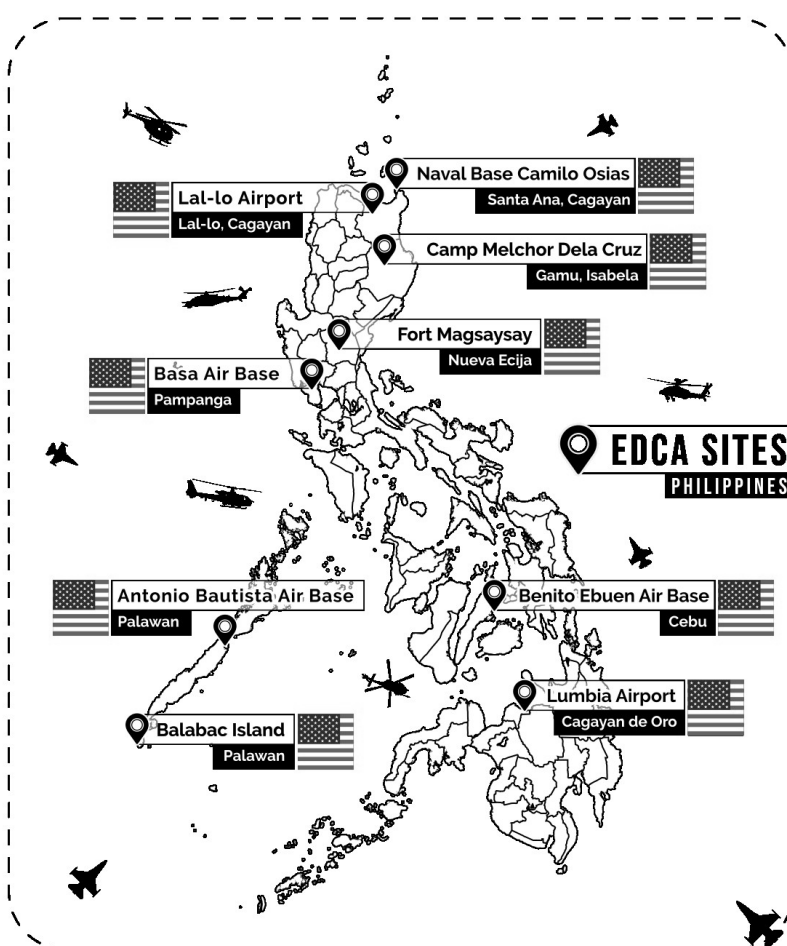 Naval Base Camilo Osias
Santa Ana, Cagayan
Lal-lo Airport
Lal-lo, Cagayan
Camp Melchor Dela Cruz
Gamu, Isabela
Fort Magsaysay
Nueva Ecija
Basa Air Base
Pampanga
EDCA SITES
PHILIPPINES
Antonio Bautista Air Base
Palawan
Benito Ebuen Air Base
Cebu
Lumbia Airport
Cagayan de Oro
Balabac Island
Palawan